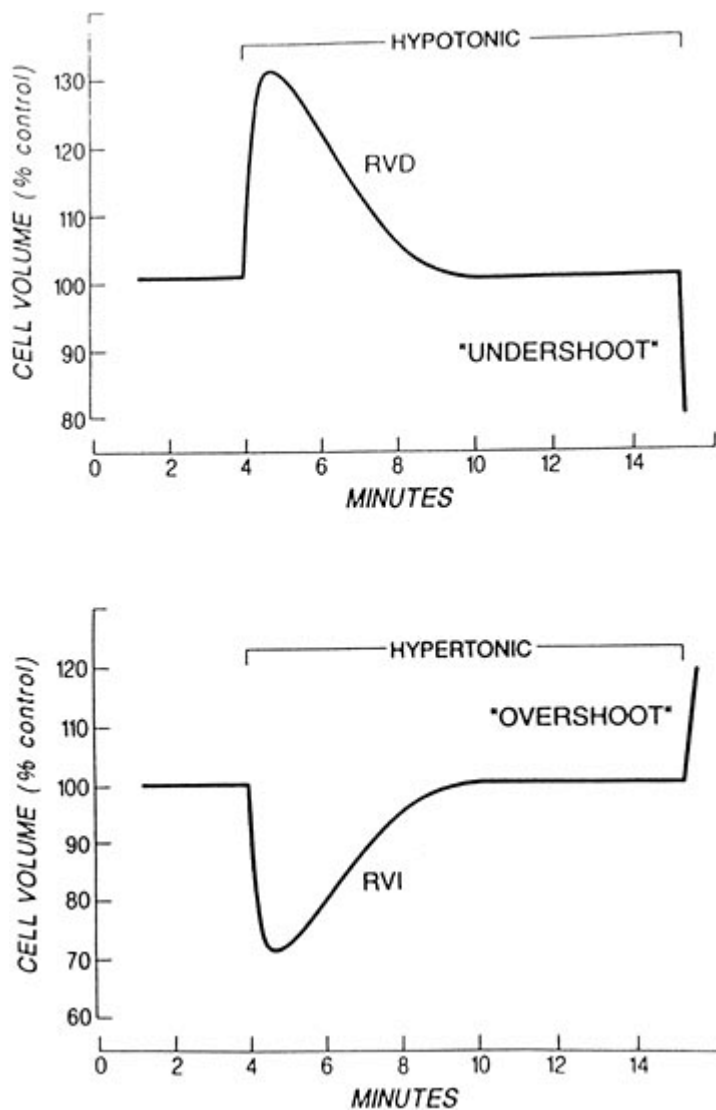 HYPOTONIC
130
120
110
100
90
80
CELL VOLUME (% control)
RVD
"UNDERSHOOT"
0 2 4 6 8 10 12 14
MINUTES
HYPERTONIC
120
110
100
90
80
70
60
CELL VOLUME (% control)
"OVERSHOOT"
RVI
0 2 4 6 8 10 12 14
MINUTES